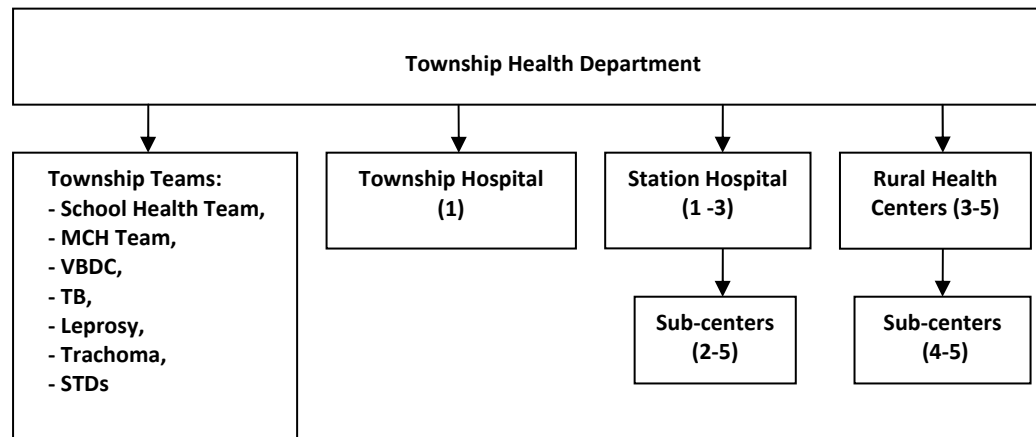 Township Health Department
Township Teams:
- School Health Team,
- MCH Team,
- VBDC,
- TB,
- Leprosy,
- Trachoma,
- STDs
Township Hospital
(1)
Station Hospital
(1 -3)
Rural Health
Centers (3-5)
Sub-centers
(2-5)
Sub-centers
(4-5)